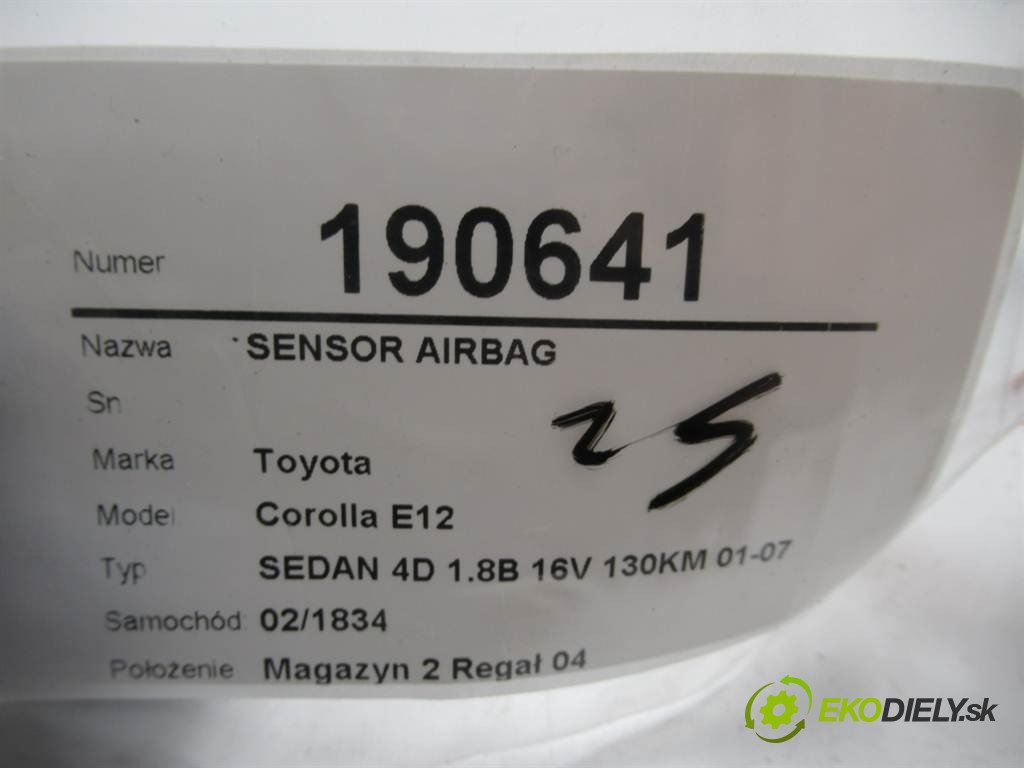 Numer 190641
Nazwa SENSOR AIRBAG
Sn
25
Marka Toyota
Model Corolla E12
Typ SEDAN 4D 1.8B 16V 130KM 01-07
Samochód: 02/1834
Położenie Magazyn 2 Regał 04
EKODIELY.sk